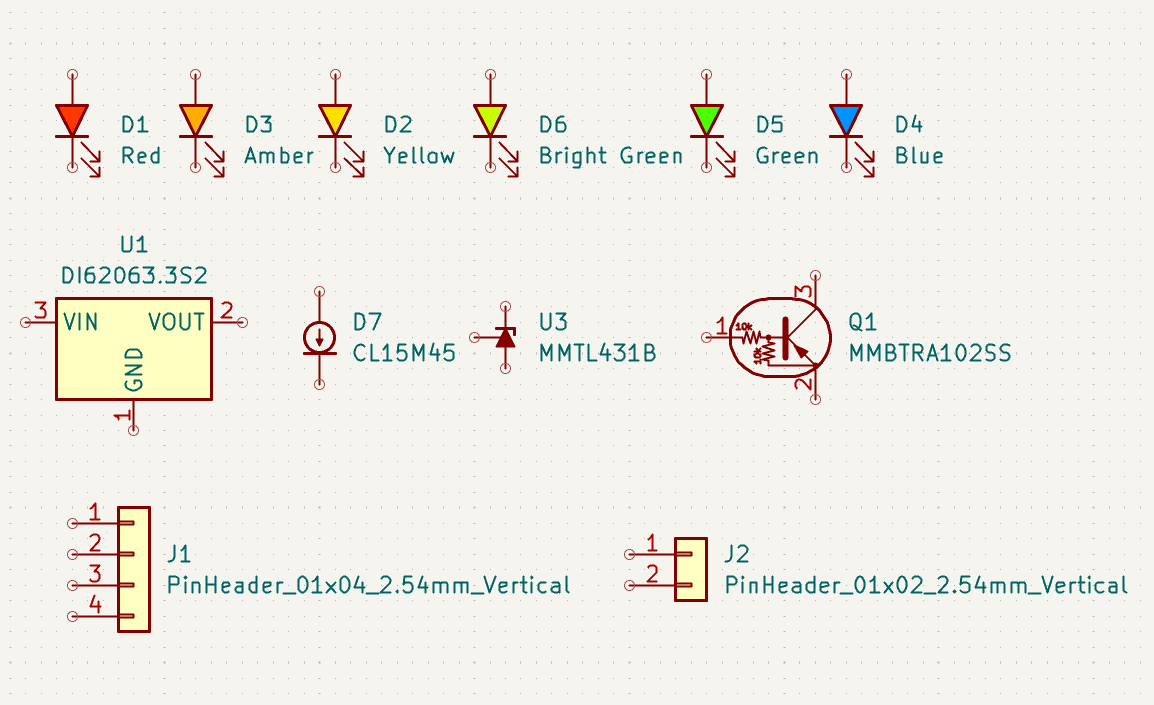 D1
Red
D3
Amber
D2
Yellow
D6
Bright Green
D5
Green
D4
Blue
U1
DI62063.3S2
3
VIN
VOUT
2
GND
1
D7
CL15M45
U3
MMTL431B
1
10k
10k
3
2
Q1
MMBTRA102SS
1
2
3
4
J1
PinHeader_01x04_2.54mm_Vertical
1
2
J2
PinHeader_01x02_2.54mm_Vertical